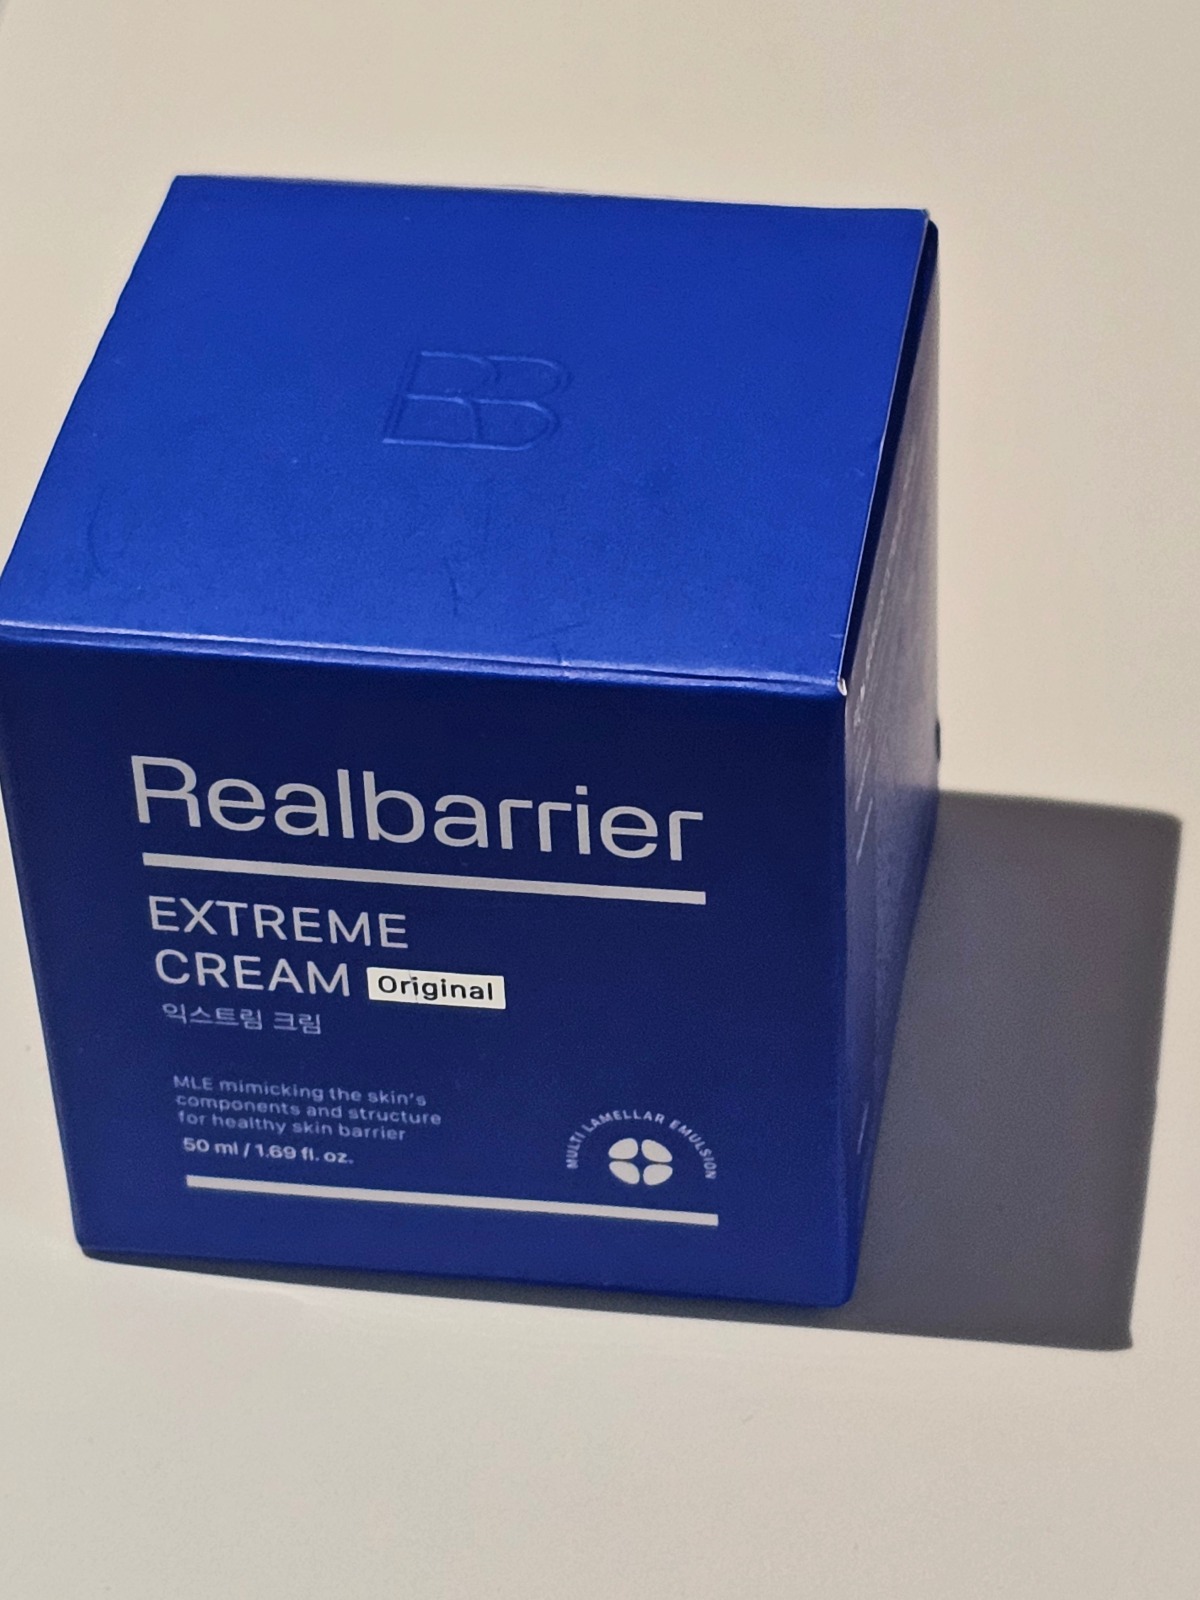 Realbarrier
EXTREME
CREAM Original
익스트림 크림
MLE mimicking the skin's
components and structure
for healthy skin barrier
50 ml / 1.69 fl. oz.
MULTI LAMELLAR EMULSION